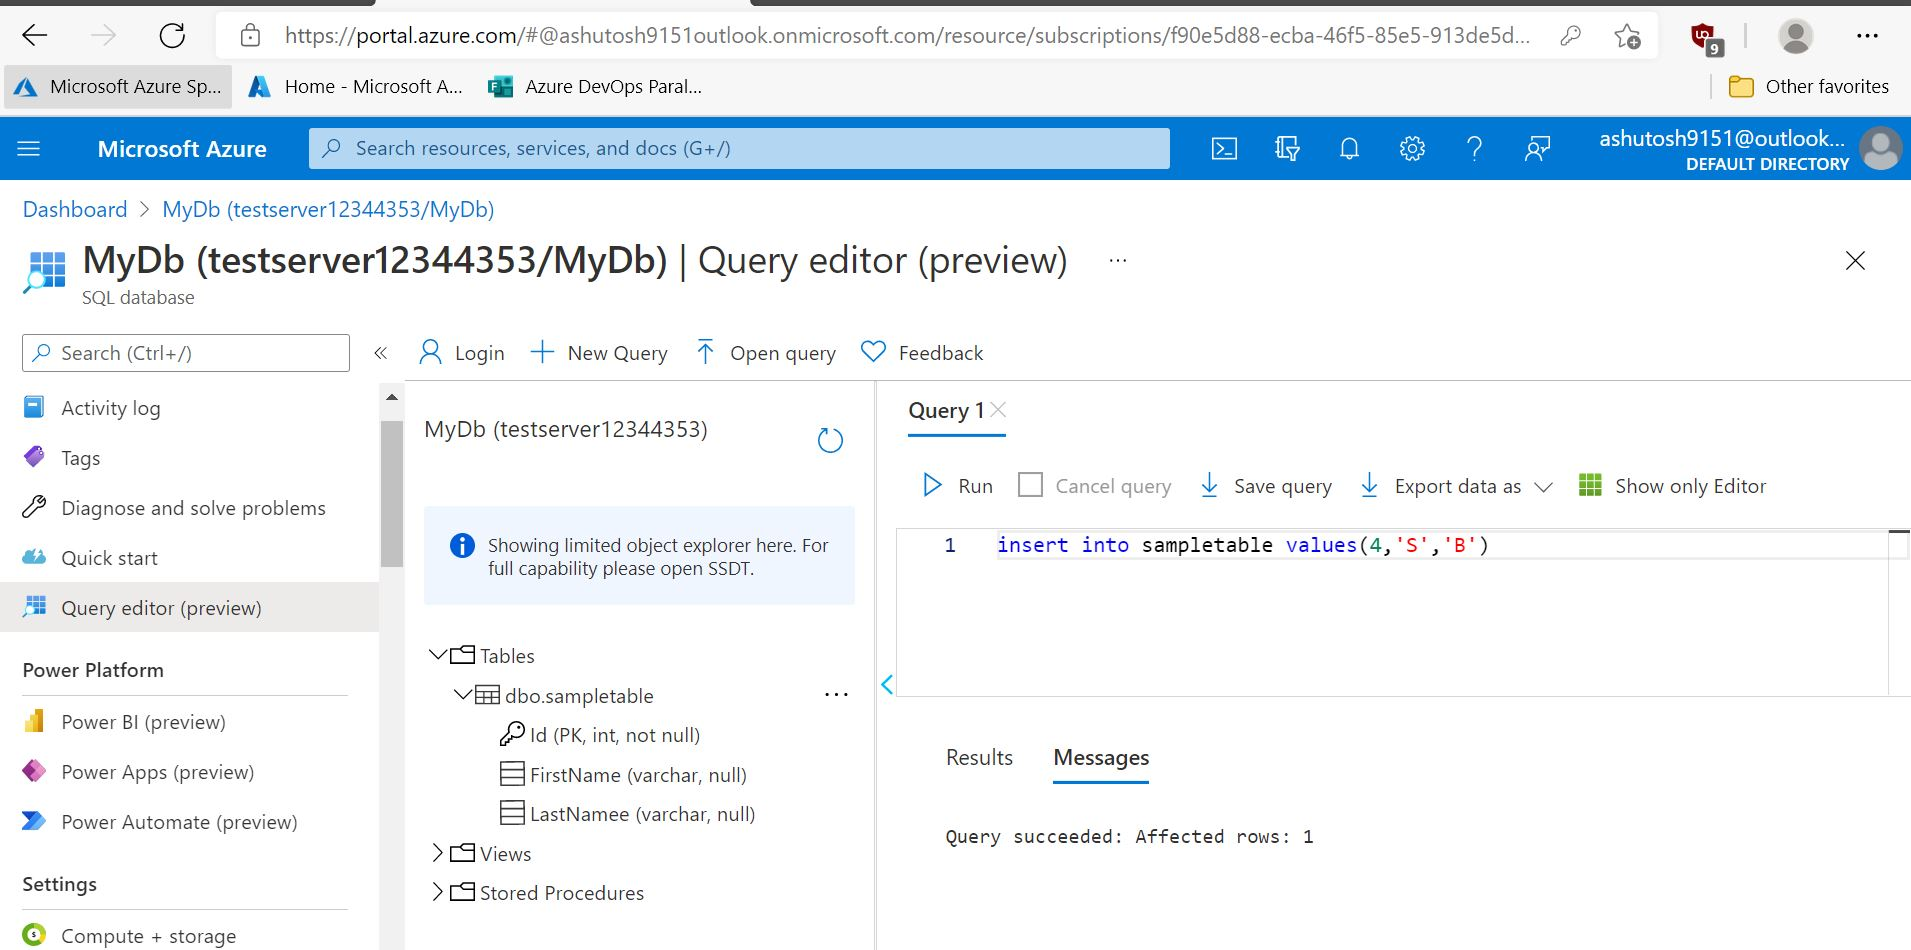 https://portal.azure.com/#@ashutosh9151outlook.onmicrosoft.com/resource/subscriptions/f90e5d88-ecba-46f5-85e5-913de5d...
9
Microsoft Azure Sp...
Home - Microsoft A...
Azure DevOps Paral...
Other favorites
Microsoft Azure
Search resources, services, and docs (G+/)
ashutosh9151@outlook...
DEFAULT DIRECTORY
Dashboard > MyDb (testserver12344353/MyDb)
MyDb (testserver12344353/MyDb) | Query editor (preview) ...
SQL database
Search (Ctrl+/)
«
Login
New Query
Open query
Feedback
Activity log
Tags
Diagnose and solve problems
Quick start
Query editor (preview)
Power Platform
Power BI (preview)
Power Apps (preview)
Power Automate (preview)
Settings
Compute + storage
MyDb (testserver12344353)
Showing limited object explorer here. For
full capability please open SSDT.
Tables
dbo.sampletable
...
Id (PK, int, not null)
FirstName (varchar, null)
LastNamee (varchar, null)
Views
Stored Procedures
Query 1
Run
Cancel query
Save query
Export data as
Show only Editor
1 insert into sampletable values(4,'S','B')
Results
Messages
Query succeeded: Affected rows: 1